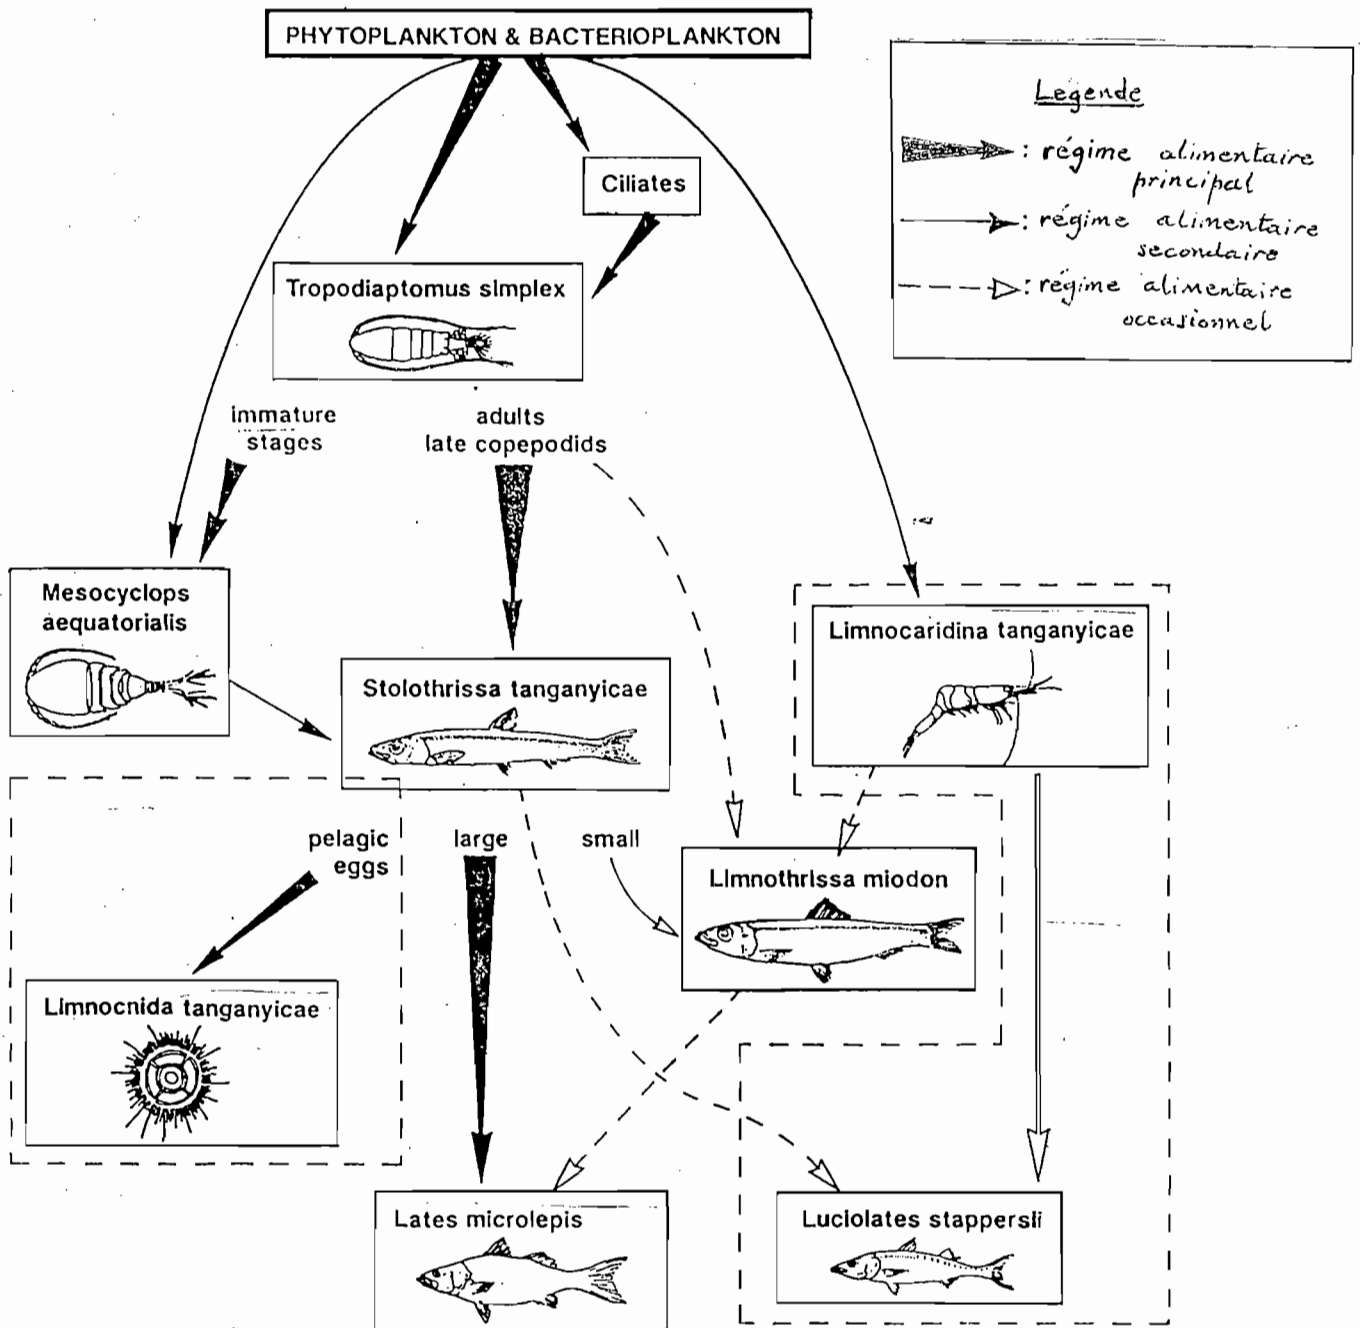 PHYTOPLANKTON & BACTERIOPLANKTON
Légende
: régime alimentaire
principal
: régime alimentaire
secondaire
: régime alimentaire
occasionnel
Ciliates
Tropodiaptomus simplex
immature
stages
adults
late copepodids
Mesocyclops
aequatorialis
Limnocaridina tanganyicae
Stolothrissa tanganyicae
pelagic
eggs
large
small
Limnothrissa miodon
Limnocnida tanganyicae
Lates microlepis
Luciolates stappersii